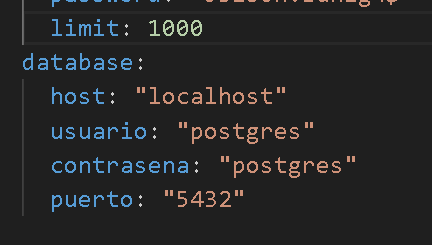 limit: 1000
database:
host: "localhost"
usuario: "postgres"
contrasena: "postgres"
puerto: "5432"